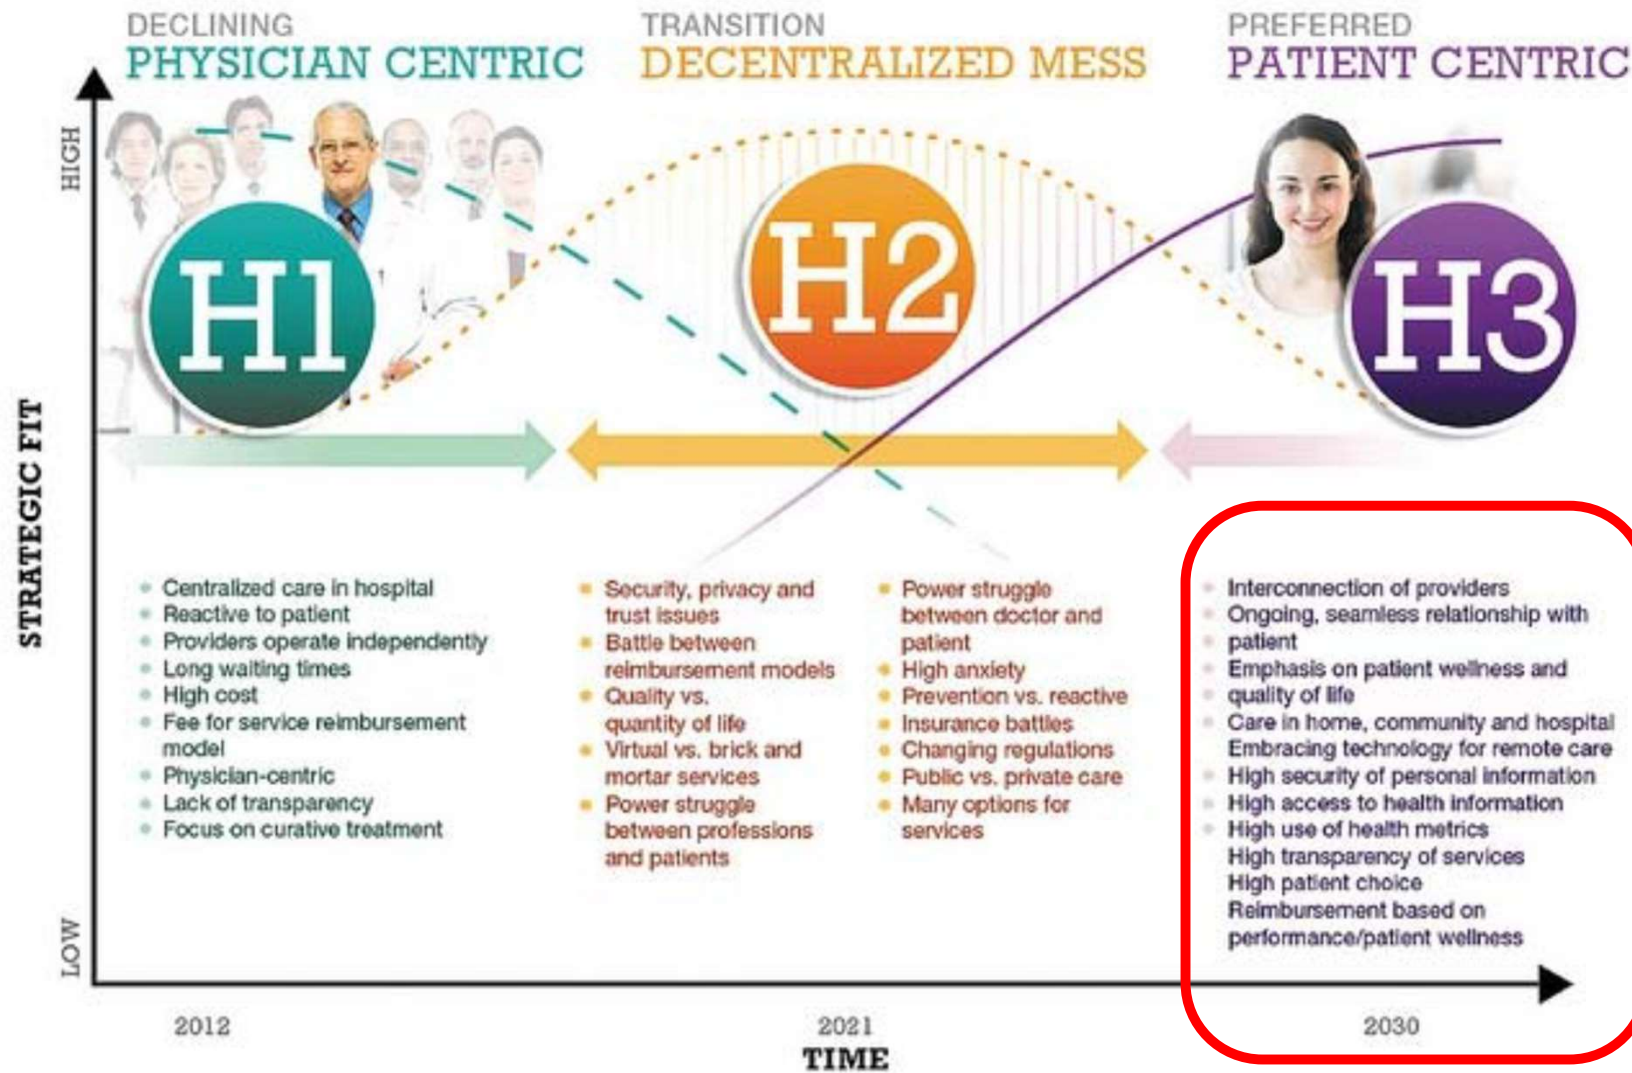 DECLINING
PHYSICIAN CENTRIC
TRANSITION
DECENTRALIZED MESS
PREFERRED
PATIENT CENTRIC
HIGH
STRATEGIC FIT
LOW
H1
H2
H3
Centralized care in hospital
Reactive to patient
Providers operate independently
Long waiting times
High cost
Fee for service reimbursement
model
Physician-centric
Lack of transparency
Focus on curative treatment
Security, privacy and
trust issues
Battle between
reimbursement models
Quality vs.
quantity of life
Virtual vs. brick and
mortar services
Power struggle
between professions
and patients
Power struggle
between doctor and
patient
High anxiety
Prevention vs. reactive
Insurance battles
Changing regulations
Public vs. private care
Many options for
services
Interconnection of providers
Ongoing, seamless relationship with
patient
Emphasis on patient wellness and
quality of life
Care in home, community and hospital
Embracing technology for remote care
High security of personal information
High access to health information
High use of health metrics
High transparency of services
High patient choice
Reimbursement based on
performance/patient wellness
2012
2021
2030
TIME